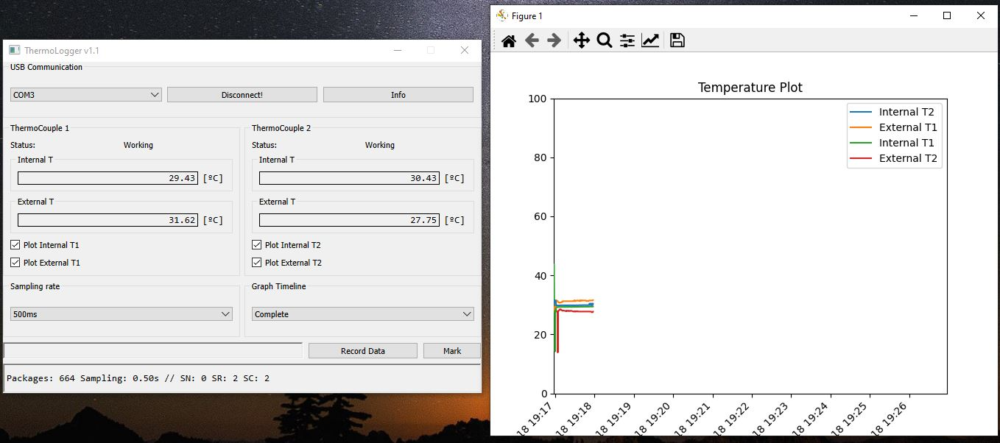 ThermoLogger v1.1
USB Communication
COM3
Disconnect!
Info
ThermoCouple 1
Status:
Working
Internal T
29.43 [ºC]
External T
31.62 [ºC]
Plot Internal T1
Plot External T1
ThermoCouple 2
Status:
Working
Internal T
30.43 [ºC]
External T
27.75 [ºC]
Plot Internal T2
Plot External T2
Sampling rate
500ms
Graph Timeline
Complete
Record Data
Mark
Packages: 664 Sampling: 0.50s // SN: 0 SR: 2 SC: 2
Figure 1
Temperature Plot
100
80
60
40
20
0
Internal T2
External T1
Internal T1
External T2
18 19:17
18 19:18
18 19:19
18 19:20
18 19:21
18 19:22
18 19:23
18 19:24
18 19:25
18 19:26